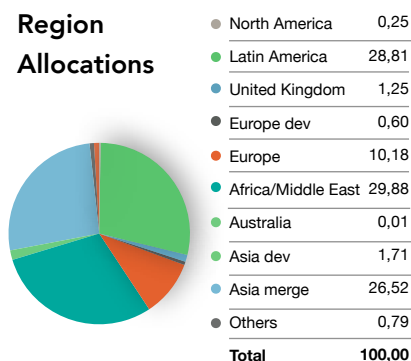 Region
Allocations
North America 0,25
Latin America 28,81
United Kingdom 1,25
Europe dev 0,60
Europe 10,18
Africa/Middle East 29,88
Australia 0,01
Asia dev 1,71
Asia merge 26,52
Others 0,79
Total 100,00